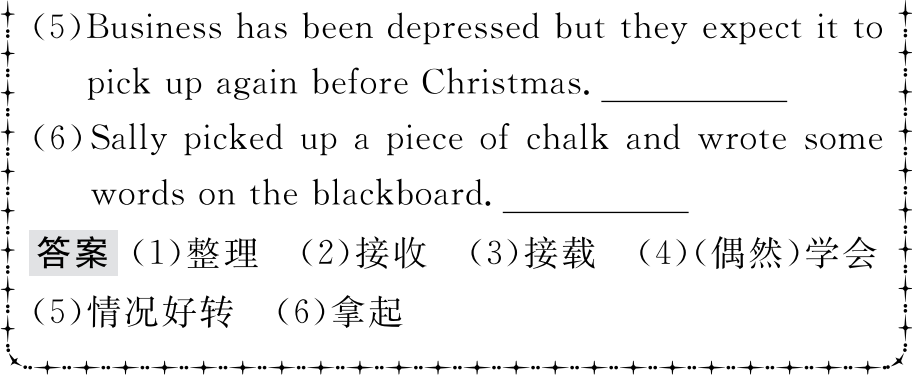 (5)Business has been depressed but they expect it to
pick up again before Christmas. __________
(6)Sally picked up a piece of chalk and wrote some
words on the blackboard. __________
答案 (1)整理 (2)接收 (3)接载 (4)(偶然)学会
(5)情况好转 (6)拿起